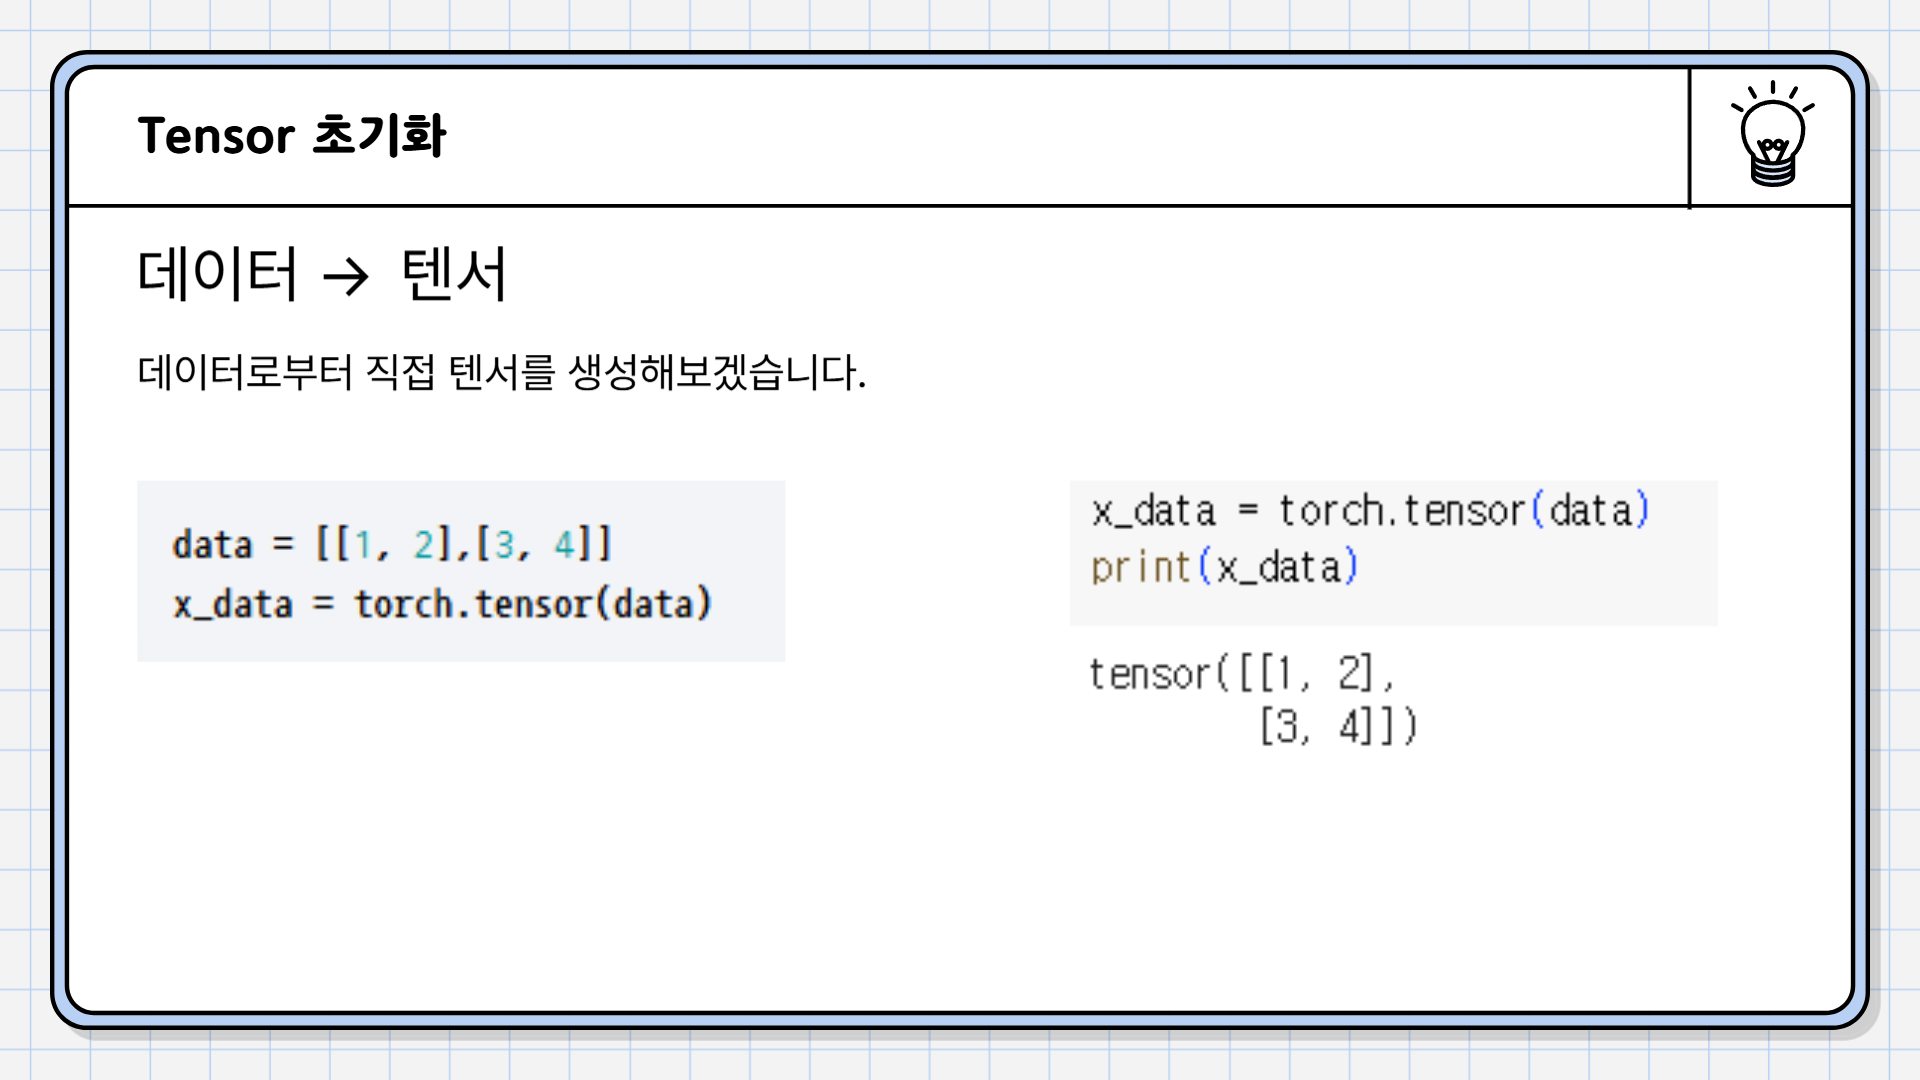 Tensor 초기화
데이터 → 텐서
데이터로부터 직접 텐서를 생성해보겠습니다.
data = [[1, 2],[3, 4]]
x_data = torch.tensor(data)
x_data = torch.tensor(data)
print(x_data)
tensor([[1, 2],
        [3, 4]])